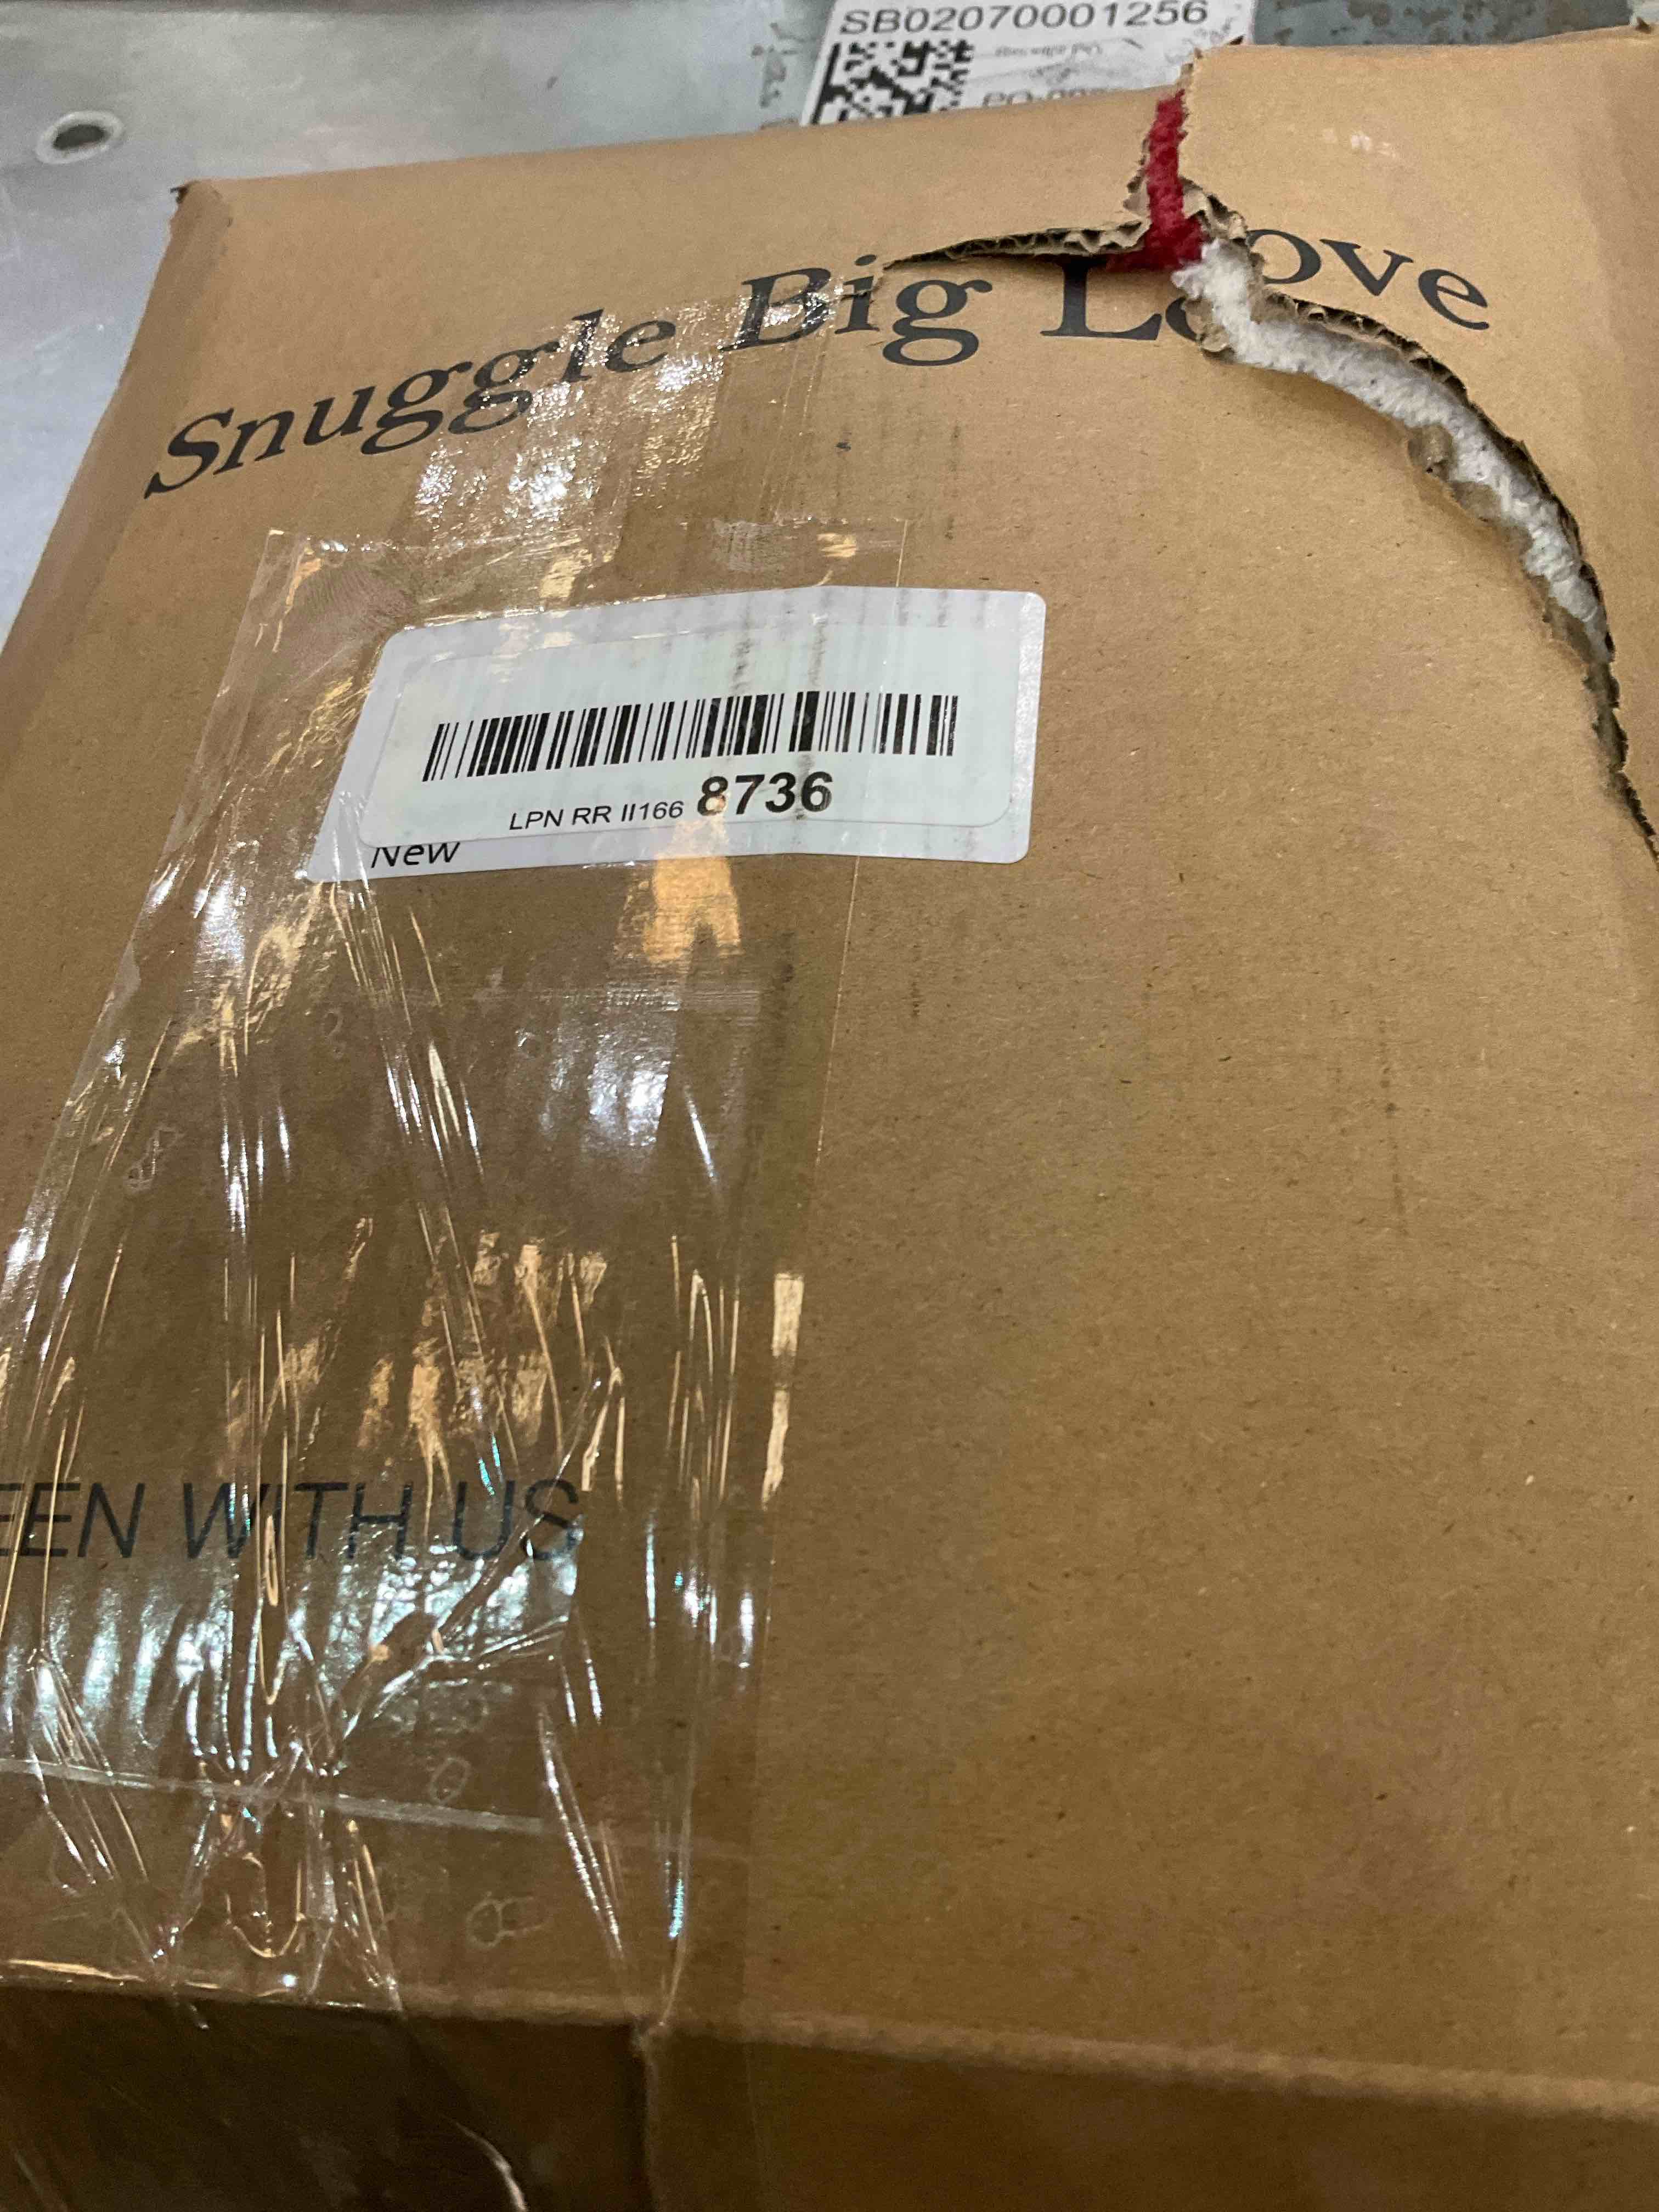 SB02070001256
Snuggle Big Love
LPN RR II166 8736
New
EEN WITH US